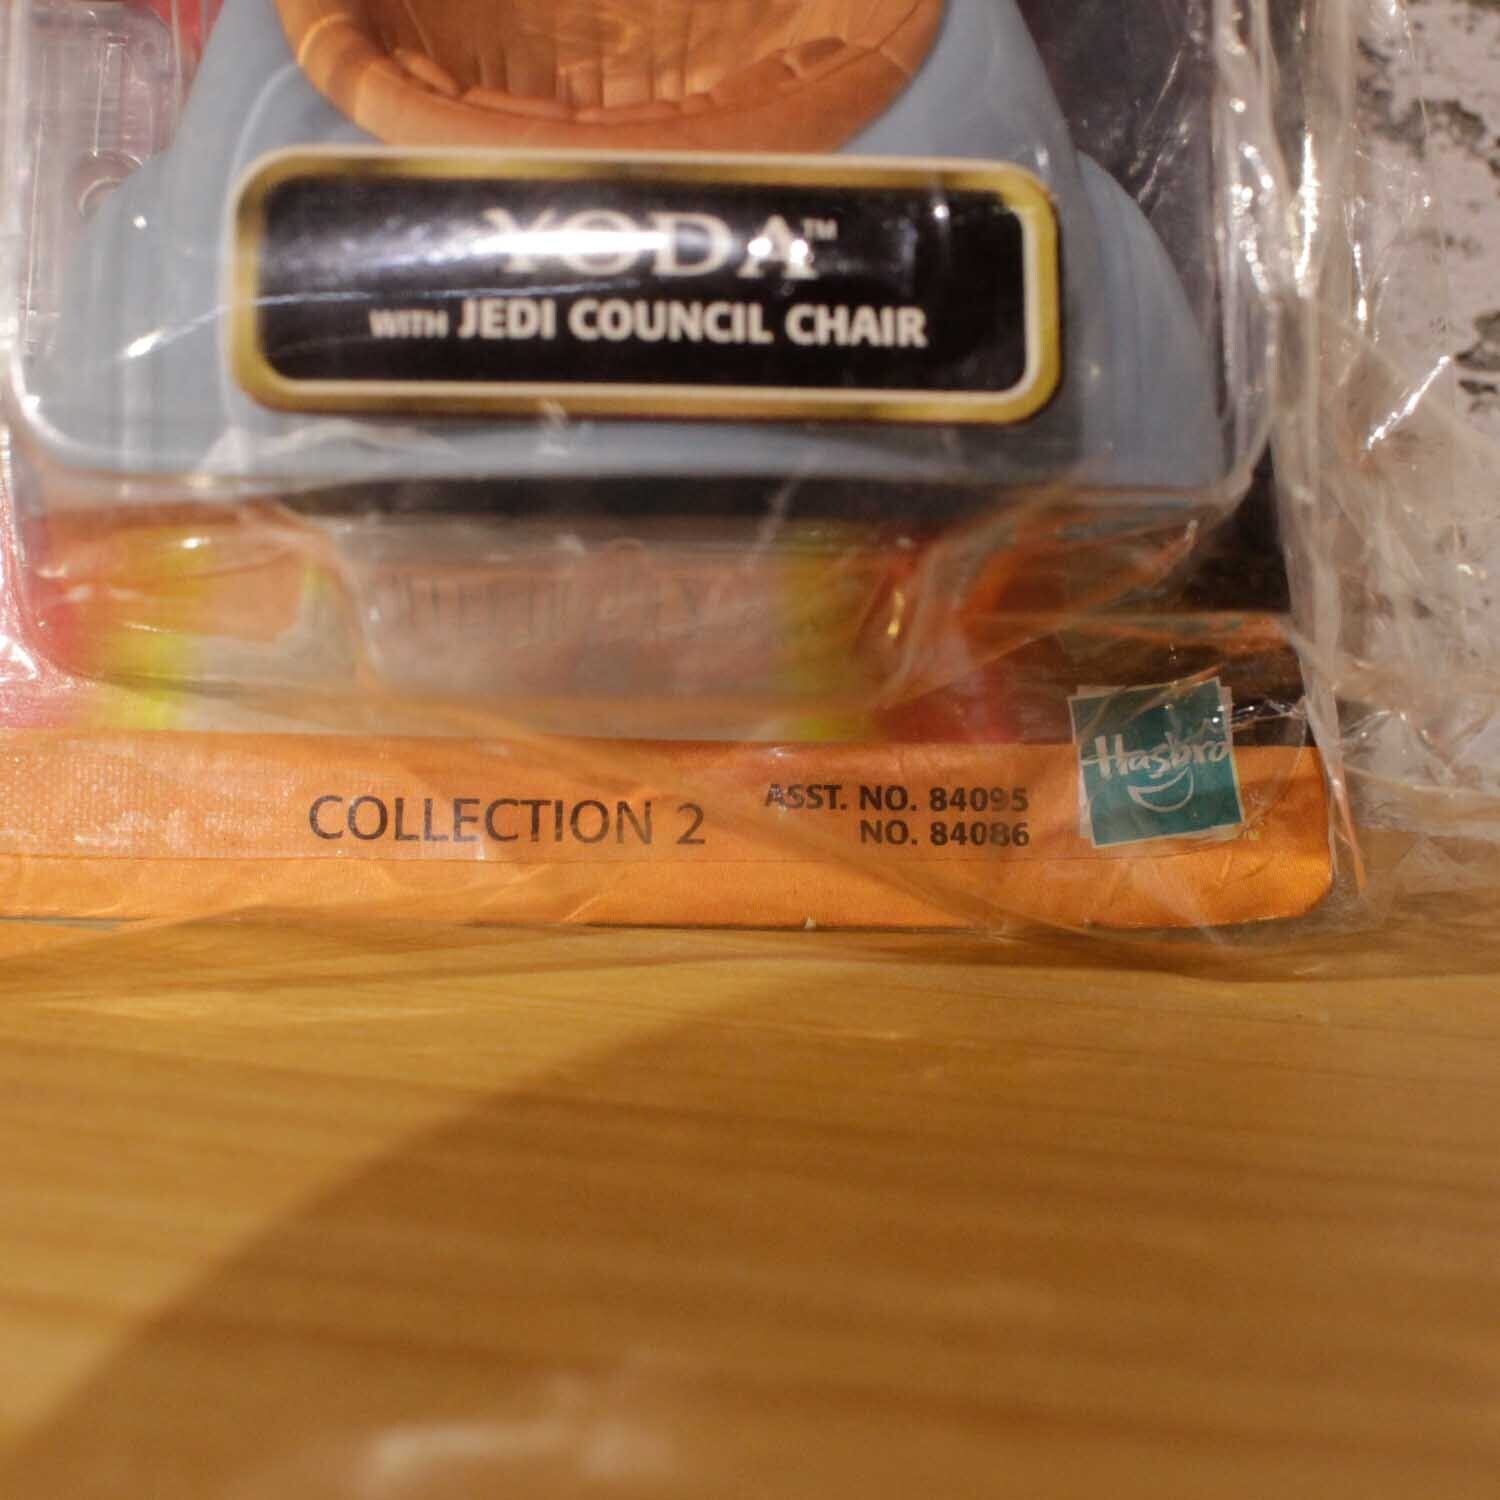 YODA™
WITH JEDI COUNCIL CHAIR
COLLECTION 2
ASST. NO. 84095
NO. 84086
Hasbro